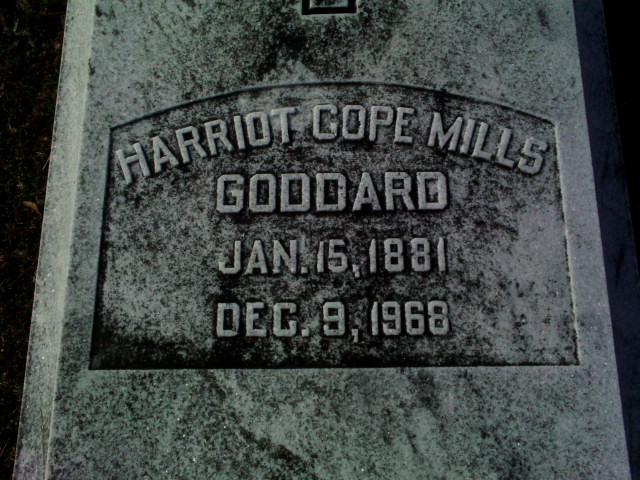 HARRIOT COPE MILLS
GODDARD
JAN. 15, 1881
DEC. 9, 1968